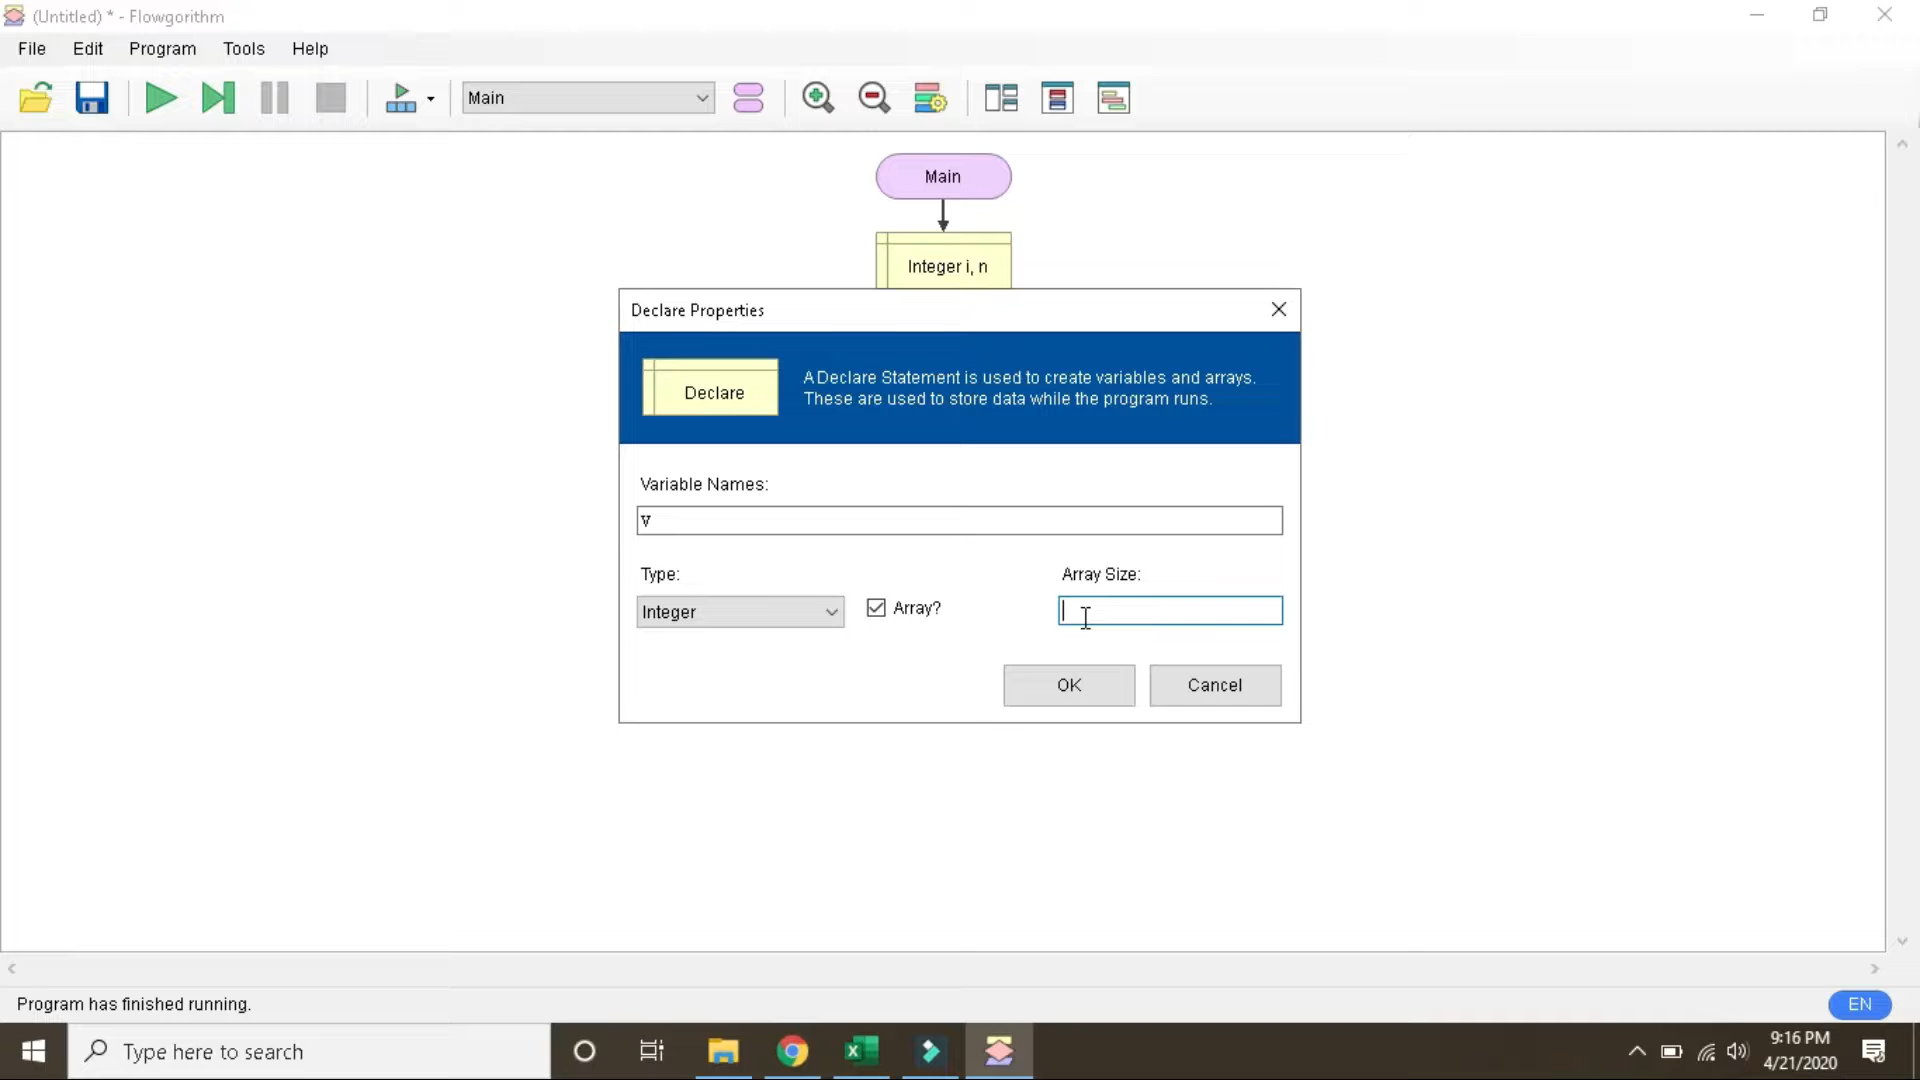 (Untitled) * - Flowgorithm
File Edit Program Tools Help
Main
Main
Integer i, n
Declare Properties
Declare
A Declare Statement is used to create variables and arrays.
These are used to store data while the program runs.
Variable Names:
v
Type:
Array Size:
Integer
Array?
OK
Cancel
Program has finished running.
EN
Type here to search
9:16 PM
4/21/2020